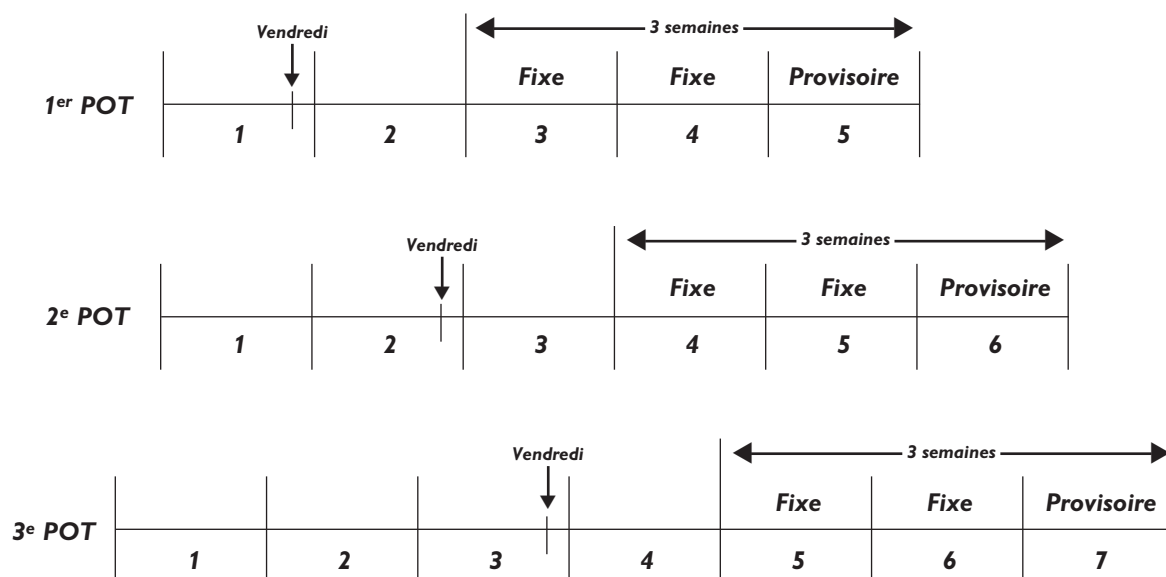 Vendredi
3 semaines
Fixe Fixe Provisoire
1er POT
1 2 3 4 5
Vendredi
3 semaines
Fixe Fixe Provisoire
2e POT
1 2 3 4 5 6
Vendredi
3 semaines
Fixe Fixe Provisoire
3e POT
1 2 3 4 5 6 7